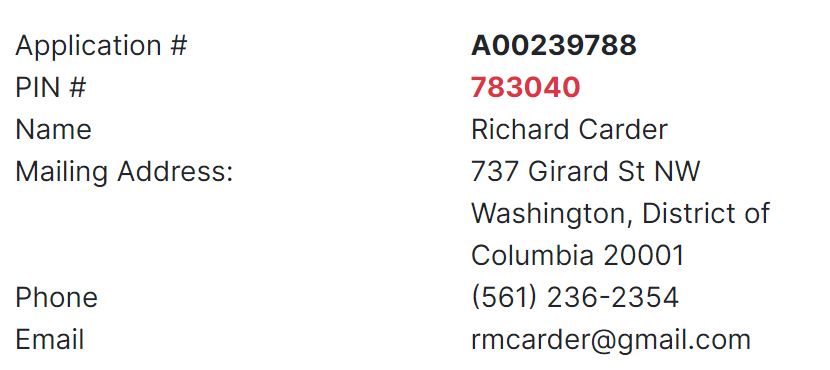 Application # A00239788
PIN # 783040
Name Richard Carder
Mailing Address: 737 Girard St NW
Washington, District of
Columbia 20001
Phone (561) 236-2354
Email rmcarder@gmail.com